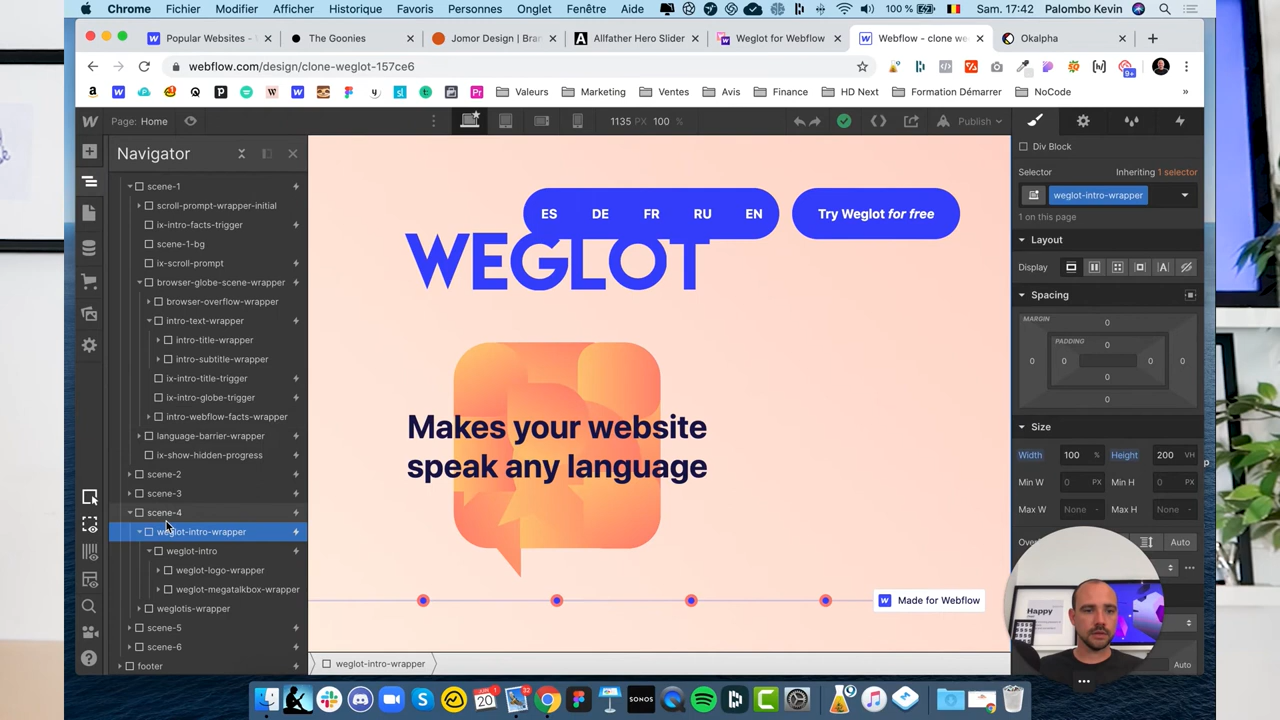 Chrome Fichier Modifier Afficher Historique Favoris Personnes Onglet Fenêtre Aide 100 % Sam. 17:42 Palombo Kevin
Popular Websites - The Goonies Jomor Design | Bran Allfather Hero Slider Weglot for Webflow Webflow - clone we Okalpha
webflow.com/design/clone-weglot-157ce6
9+
Valeurs Marketing Ventes Avis Finance HD Next Formation Démarrer NoCode »
Page: Home 1135 PX 100 % Publish
Navigator
scene-1
scroll-prompt-wrapper-initial
ix-intro-facts-trigger
scene-1-bg
ix-scroll-prompt
browser-globe-scene-wrapper
browser-overflow-wrapper
intro-text-wrapper
intro-title-wrapper
intro-subtitle-wrapper
ix-intro-title-trigger
ix-intro-globe-trigger
intro-webflow-facts-wrapper
language-barrier-wrapper
ix-show-hidden-progress
scene-2
scene-3
scene-4
weglot-intro-wrapper
weglot-intro
weglot-logo-wrapper
weglot-megatalkbox-wrapper
weglotis-wrapper
scene-5
scene-6
footer
ES DE FR RU EN
Try Weglot for free
WEGLOT
Makes your website
speak any language
Made for Webflow
weglot-intro-wrapper
Div Block
Selector Inheriting 1 selector
weglot-intro-wrapper
1 on this page
Layout
Display
Spacing
MARGIN
0
PADDING
0
0 0 0 0
0
0
Size
Width 100 % Height 200 VH
Min W 0 PX Min H 0 PX
Max W None - Max H None -
Auto
Auto
Happy
JUN
20
SONOS